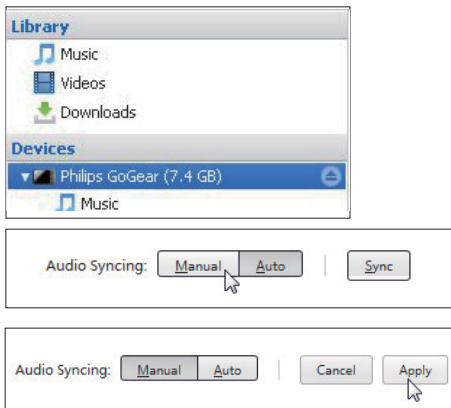 Library
Music
Videos
Downloads
Devices
Philips GoGear (7.4 GB)
Music
Audio Syncing: Manual Auto Sync
Audio Syncing: Manual Auto Cancel Apply